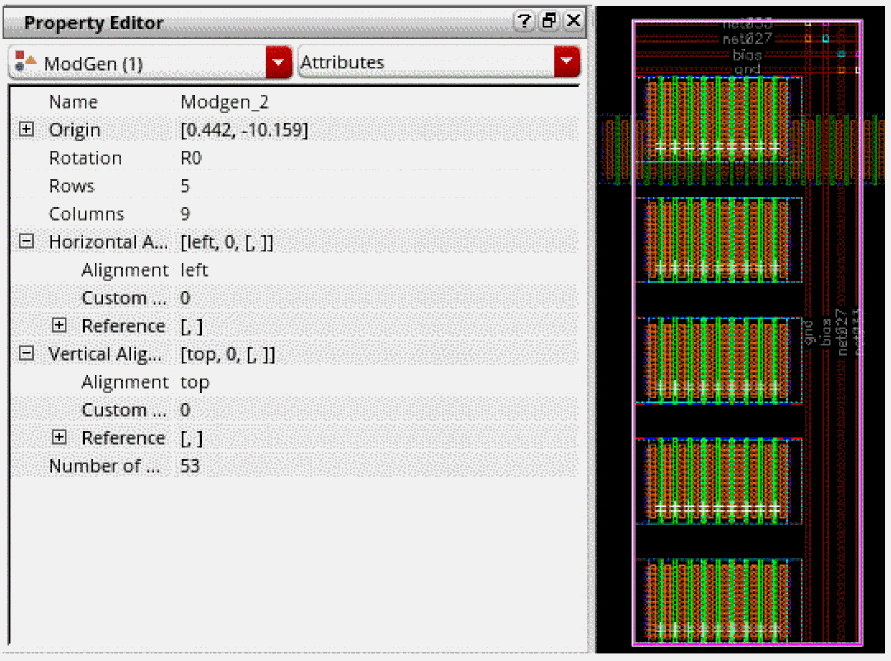 Property Editor
ModGen (1)
Attributes
Name Modgen_2
Origin [0.442, -10.159]
Rotation R0
Rows 5
Columns 9
Horizontal A... [left, 0, [, ]]
Alignment left
Custom ... 0
Reference [, ]
Vertical Alig... [top, 0, [, ]]
Alignment top
Custom ... 0
Reference [, ]
Number of ... 53
net033
net027
bias
gnd
gnd
bias
net027
net033